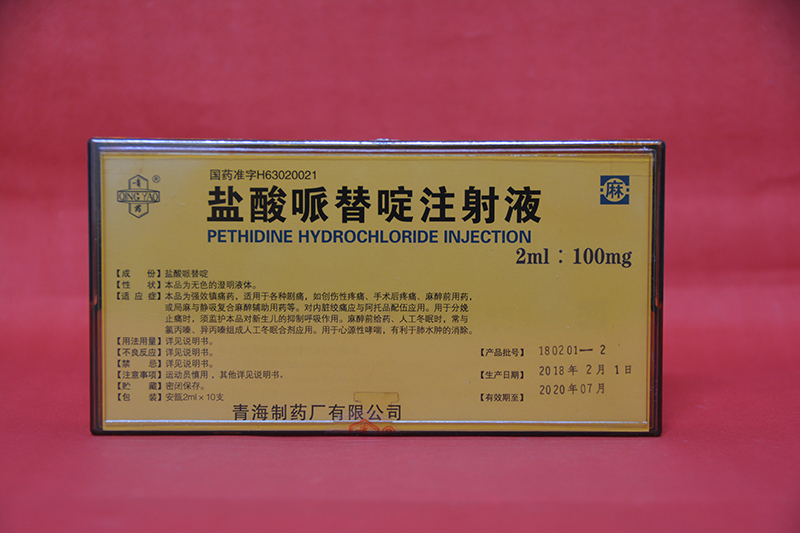 国药准字H63020021
QING YAO
®
盐酸哌替啶注射液
麻
PETHIDINE HYDROCHLORIDE INJECTION
2ml：100mg
【成 份】盐酸哌替啶
【性 状】本品为无色的澄明液体。
【适 应 症】本品为强效镇痛药，适用于各种剧痛，如创伤性疼痛、手术后疼痛、麻醉前用药，
或局麻与静吸复合麻醉辅助用药等。对内脏绞痛应与阿托品配伍应用。用于分娩
止痛时，须监护本品对新生儿的抑制呼吸作用。麻醉前给药、人工冬眠时，常与
氯丙嗪、异丙嗪组成人工冬眠合剂应用。用于心源性哮喘，有利于肺水肿的消除。
【用法用量】详见说明书。
【不良反应】详见说明书。
【禁 忌】详见说明书。
【注意事项】运动员慎用，其他详见说明书。
【贮 藏】密闭保存。
【包 装】安瓿2ml×10支
【产品批号】180201—2
【生产日期】2018年2月1日
【有效期至】2020年07月
青海制药厂有限公司